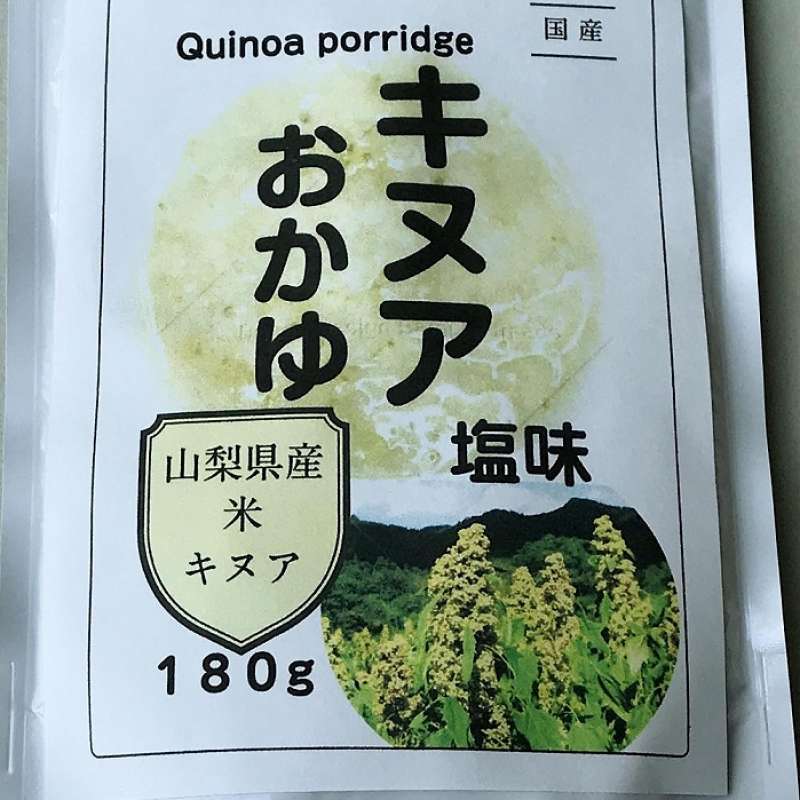 国産
Quinoa porridge
キヌア
おかゆ
塩味
山梨県産
米
キヌア
180g